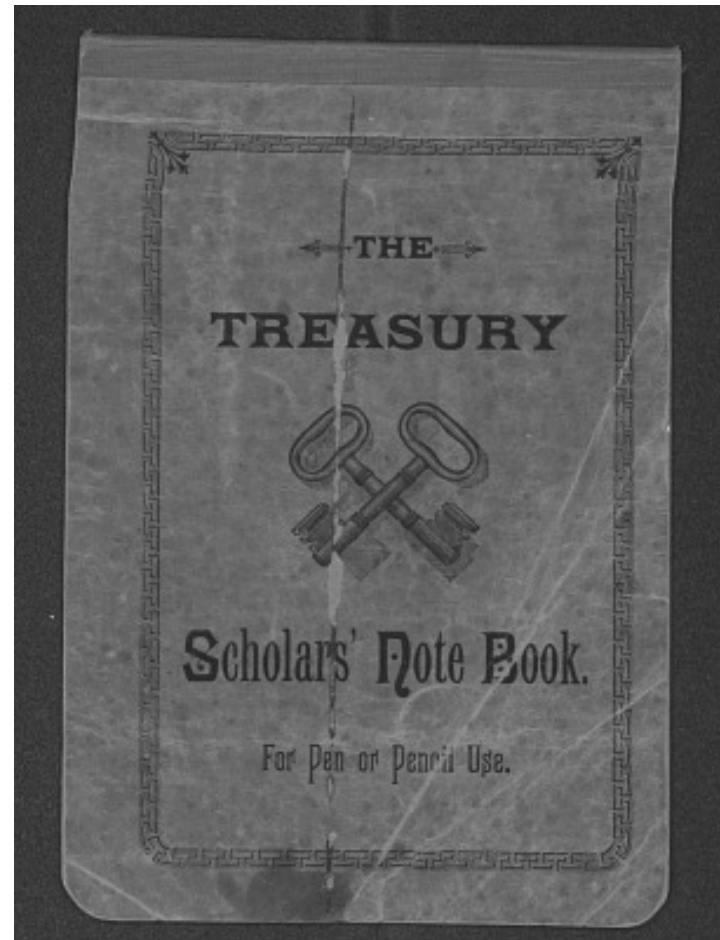 THE
TREASURY
Scholars' Note Book.
For Pen or Pencil Use.